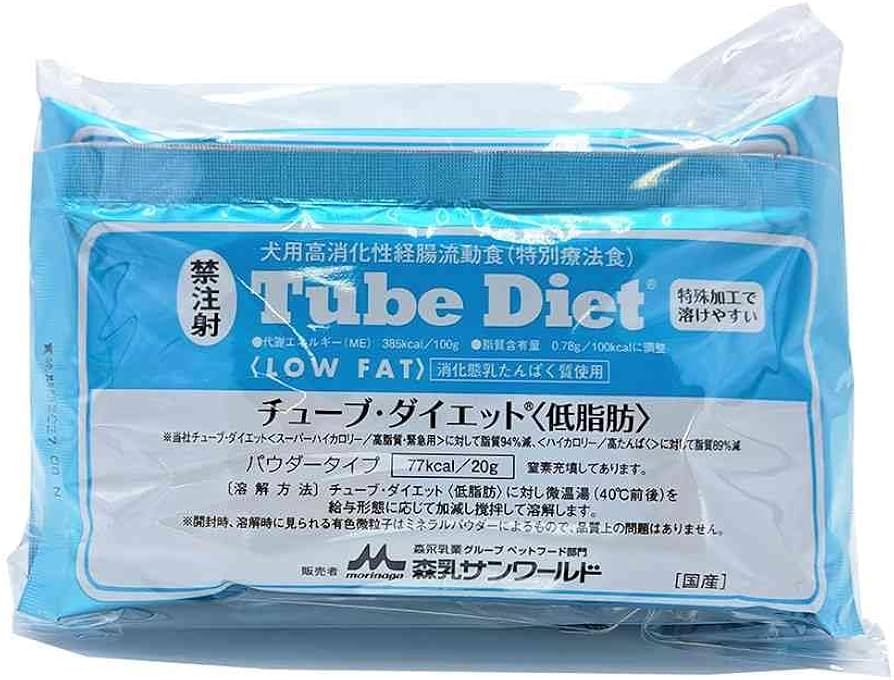 犬用高消化性経腸流動食(特別療法食)
禁注射
Tube Diet®
特殊加工で
溶けやすい
●代謝エネルギー(ME) 385kcal/100g ●脂質含有量 0.78g/100kcalに調整
〈LOW FAT〉 消化態乳たんぱく質使用
チューブ・ダイエット®〈低脂肪〉
※当社チューブ・ダイエット<スーパーハイカロリー/高脂質・緊急用>に対して脂質94%減、<ハイカロリー/高たんぱく>に対して脂質89%減
パウダータイプ 77kcal/20g 窒素充填してあります。
〔溶解方法〕チューブ・ダイエット〈低脂肪〉に対し微温湯(40℃前後)を
給与形態に応じて加減し撹拌して溶解します。
※開封時、溶解時に見られる有色微粒子はミネラルパウダーによるもので、品質上の問題はありません。
森永乳業グループ ペットフード部門
販売者 morinaga 森乳サンワールド
[国産]